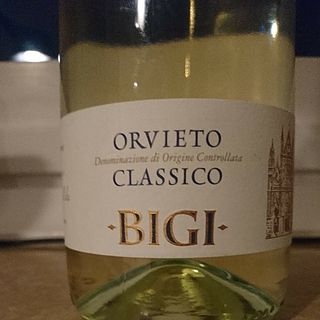 ORVIETO
Denominazione di Origine Controllata
CLASSICO
·BIGI·